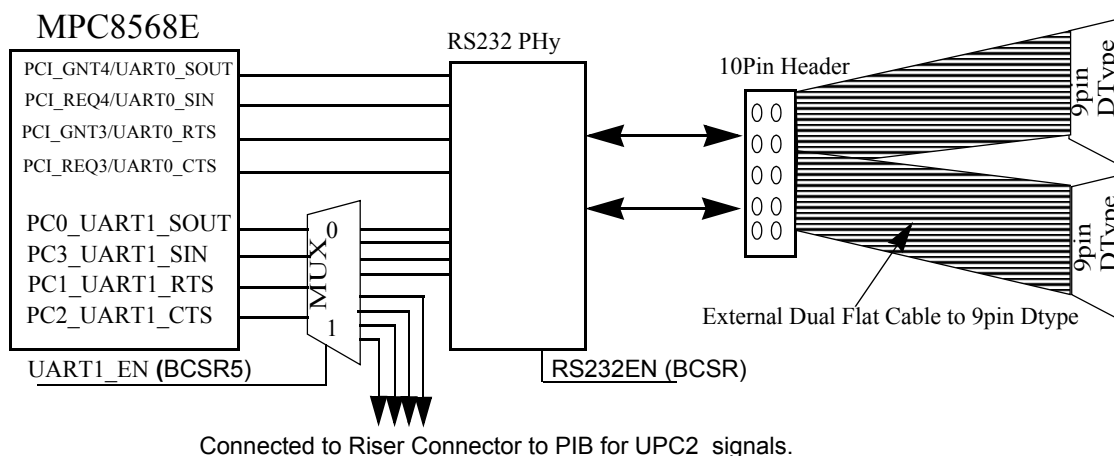 MPC8568E
PCI_GNT4/UART0_SOUT
PCI_REQ4/UART0_SIN
PCI_GNT3/UART0_RTS
PCI_REQ3/UART0_CTS
PC0_UART1_SOUT
PC3_UART1_SIN
PC1_UART1_RTS
PC2_UART1_CTS
UART1_EN (BCSR5)
0
MUX
1
RS232 PHy
RS232EN (BCSR)
10Pin Header
9pin
DType
9pin
DType
External Dual Flat Cable to 9pin Dtype
Connected to Riser Connector to PIB for UPC2 signals.